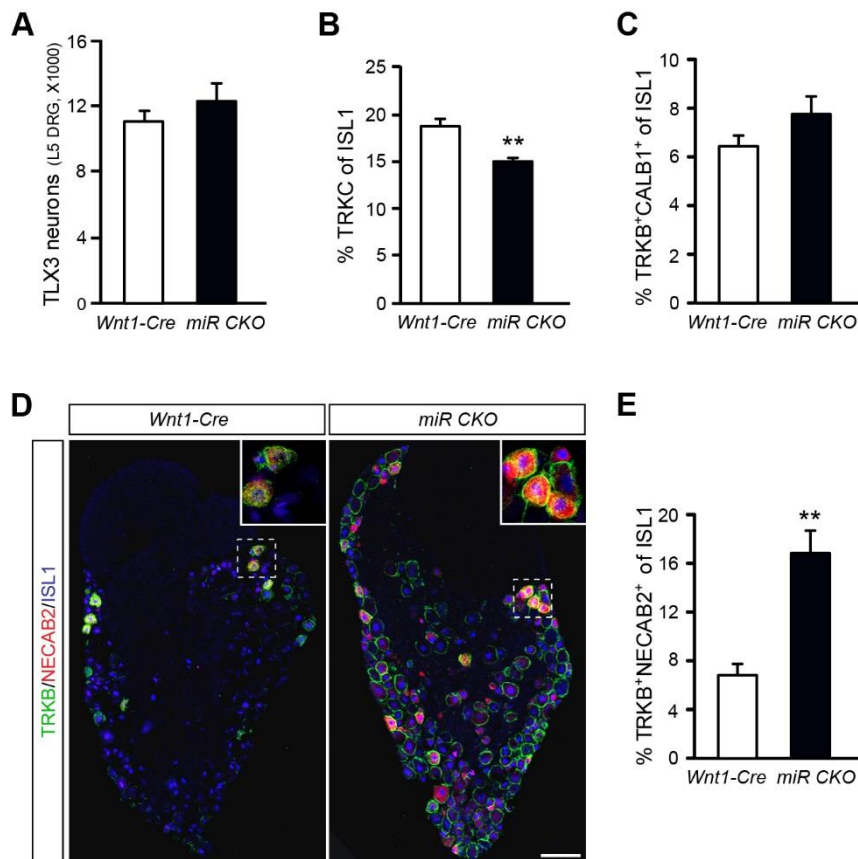 A
TLX3 neurons (L5 DRG, X1000)
16
12
8
4
0
Wnt1-Cre miR CKO
B
% TRKC of ISL1
25
20
15
10
5
0
**
Wnt1-Cre miR CKO
C
% TRKB+CALB1+ of ISL1
10
8
6
4
2
0
Wnt1-Cre miR CKO
D
Wnt1-Cre
miR CKO
TRKB/NECAB2/ISL1
E
% TRKB+NECAB2+ of ISL1
20
16
12
8
4
0
**
Wnt1-Cre miR CKO